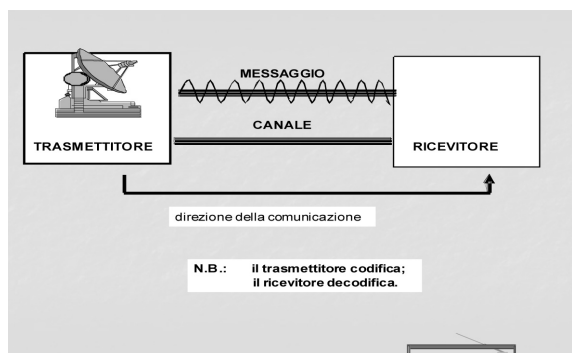 MESSAGGIO
CANALE
TRASMETTITORE
RICEVITORE
direzione della comunicazione
N.B.: il trasmettitore codifica;
il ricevitore decodifica.